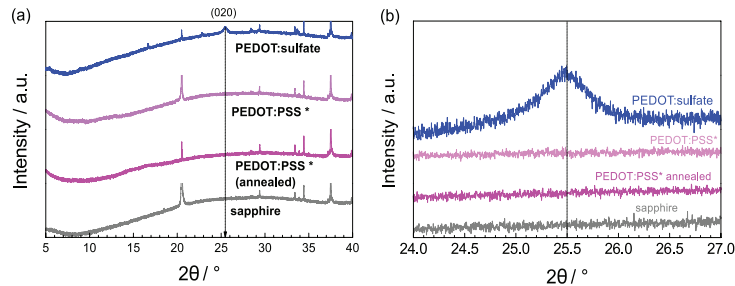 (a)
(020)
PEDOT:sulfate
PEDOT:PSS *
PEDOT:PSS *
(annealed)
sapphire
Intensity / a.u.
5 10 15 20 25 30 35 40
2θ / °
(b)
PEDOT:sulfate
PEDOT:PSS*
PEDOT:PSS* annealed
sapphire
Intensity / a.u.
24.0 24.5 25.0 25.5 26.0 26.5 27.0
2θ / °